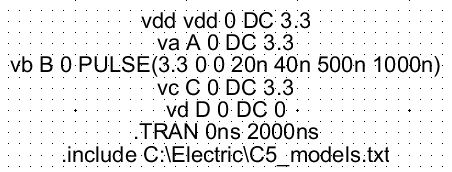 vdd vdd 0 DC 3.3
va A 0 DC 3.3
vb B 0 PULSE(3.3 0 0 20n 40n 500n 1000n)
vc C 0 DC 3.3
vd D 0 DC 0
.TRAN 0ns 2000ns
.include C:\Electric\C5_models.txt